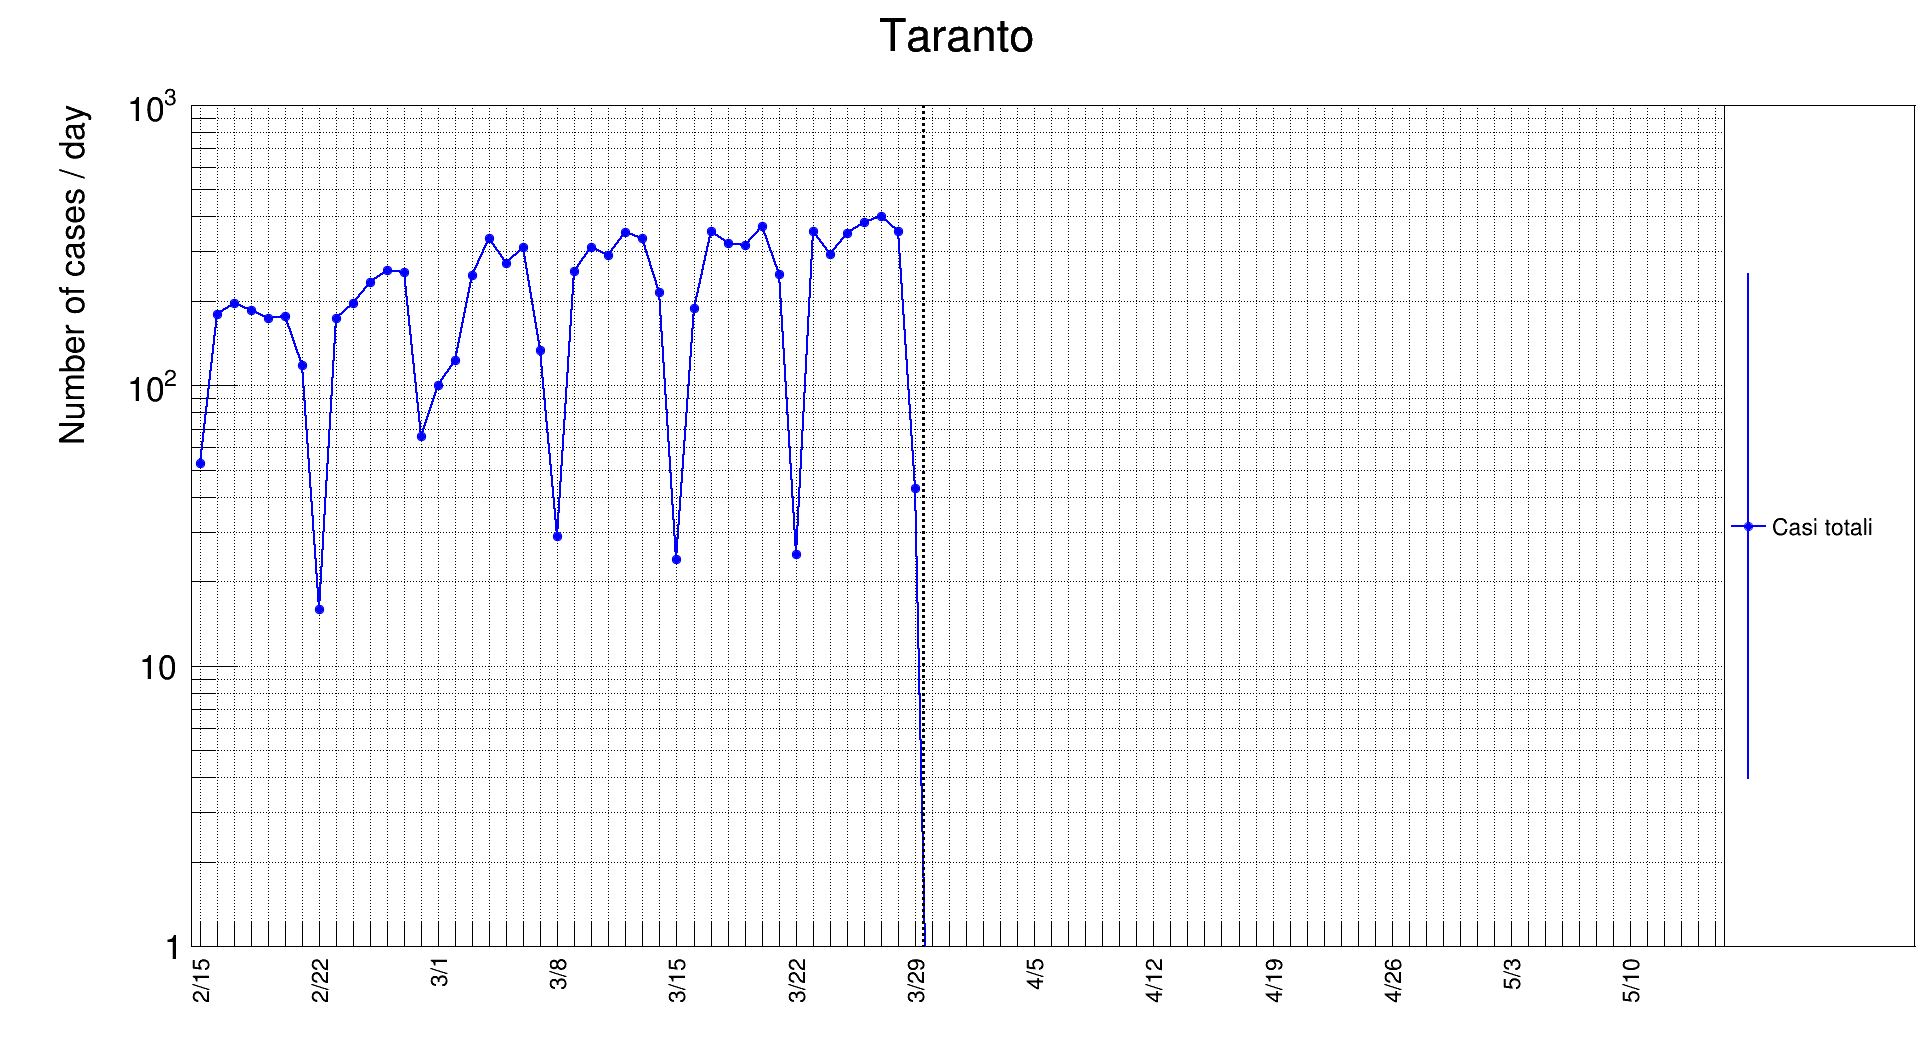 Taranto
Number of cases / day
10³
10²
10
1
2/15 2/22 3/1 3/8 3/15 3/22 3/29 4/5 4/12 4/19 4/26 5/3 5/10
Casi totali